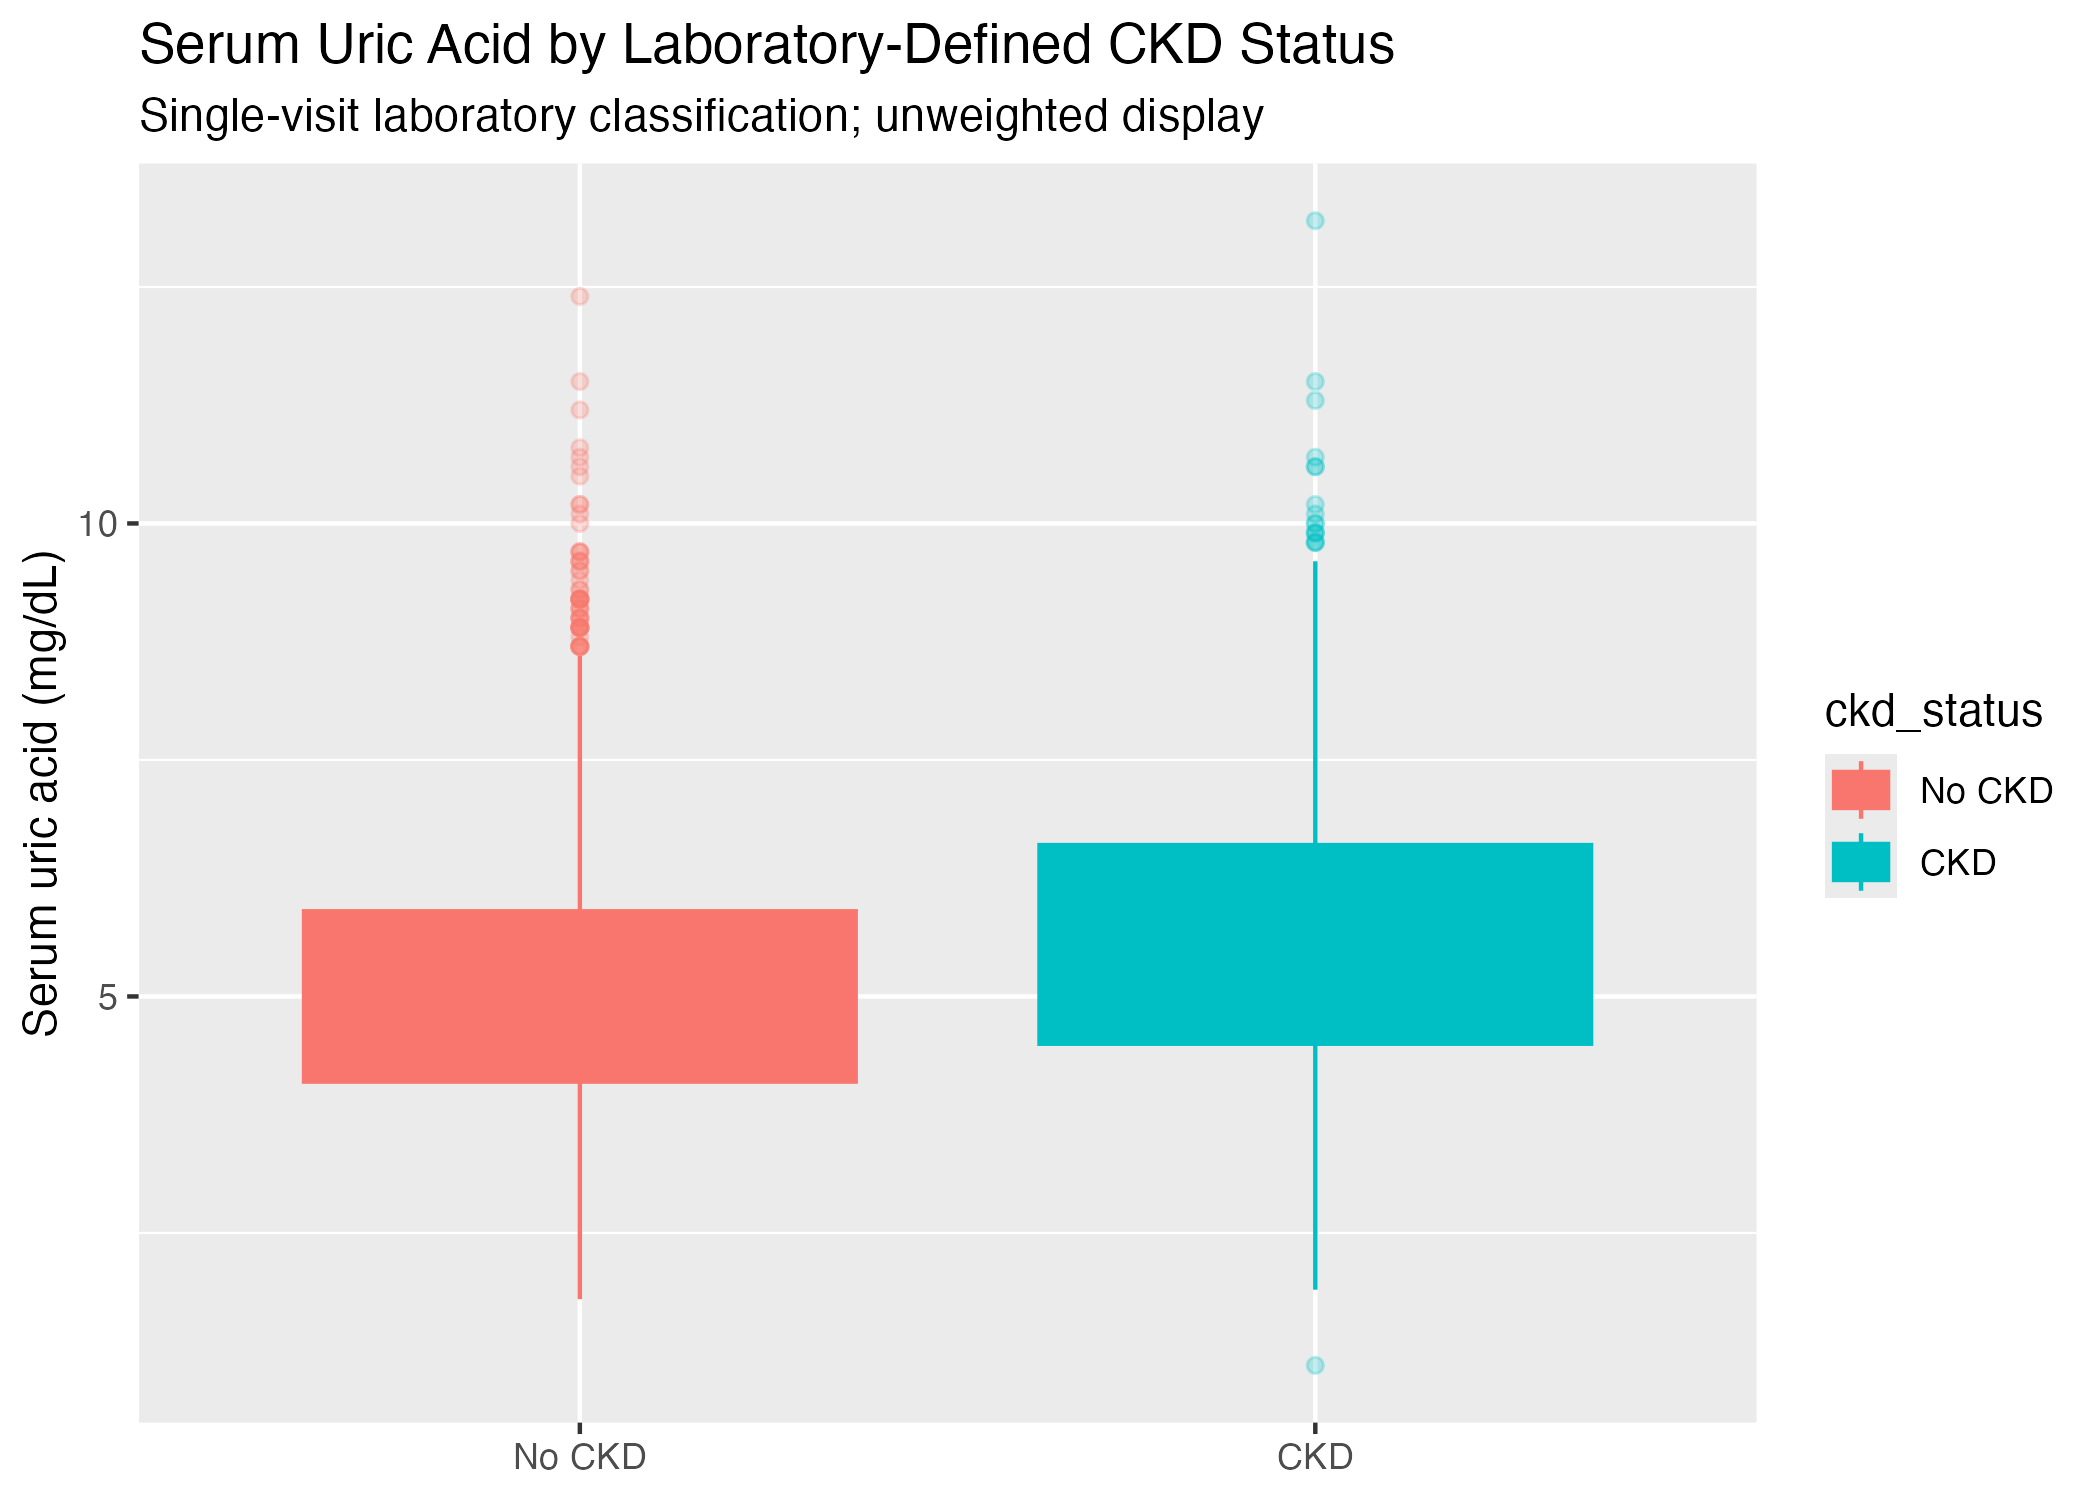 Serum Uric Acid by Laboratory-Defined CKD Status
Single-visit laboratory classification; unweighted display
Serum uric acid (mg/dL)
10
5
No CKD
CKD
ckd_status
No CKD
CKD